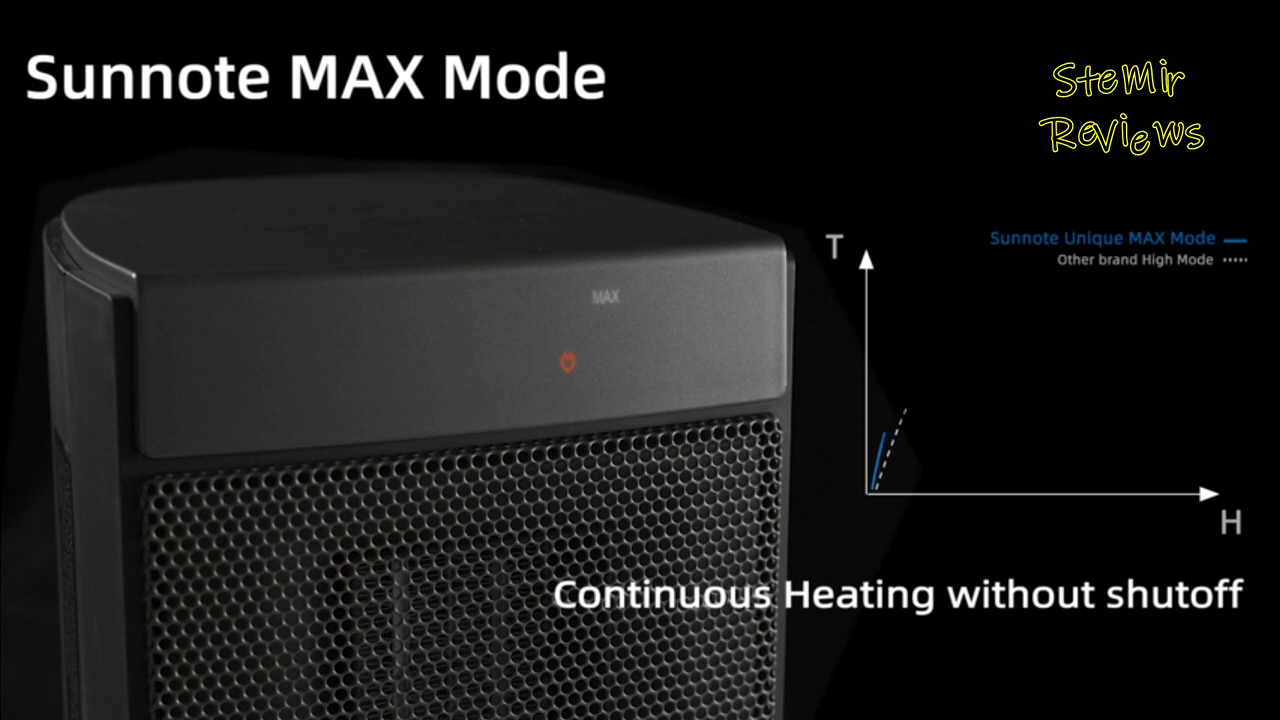 Sunnote MAX Mode
SteMir
Reviews
MAX
T
Sunnote Unique MAX Mode
Other brand High Mode
H
Continuous Heating without shutoff